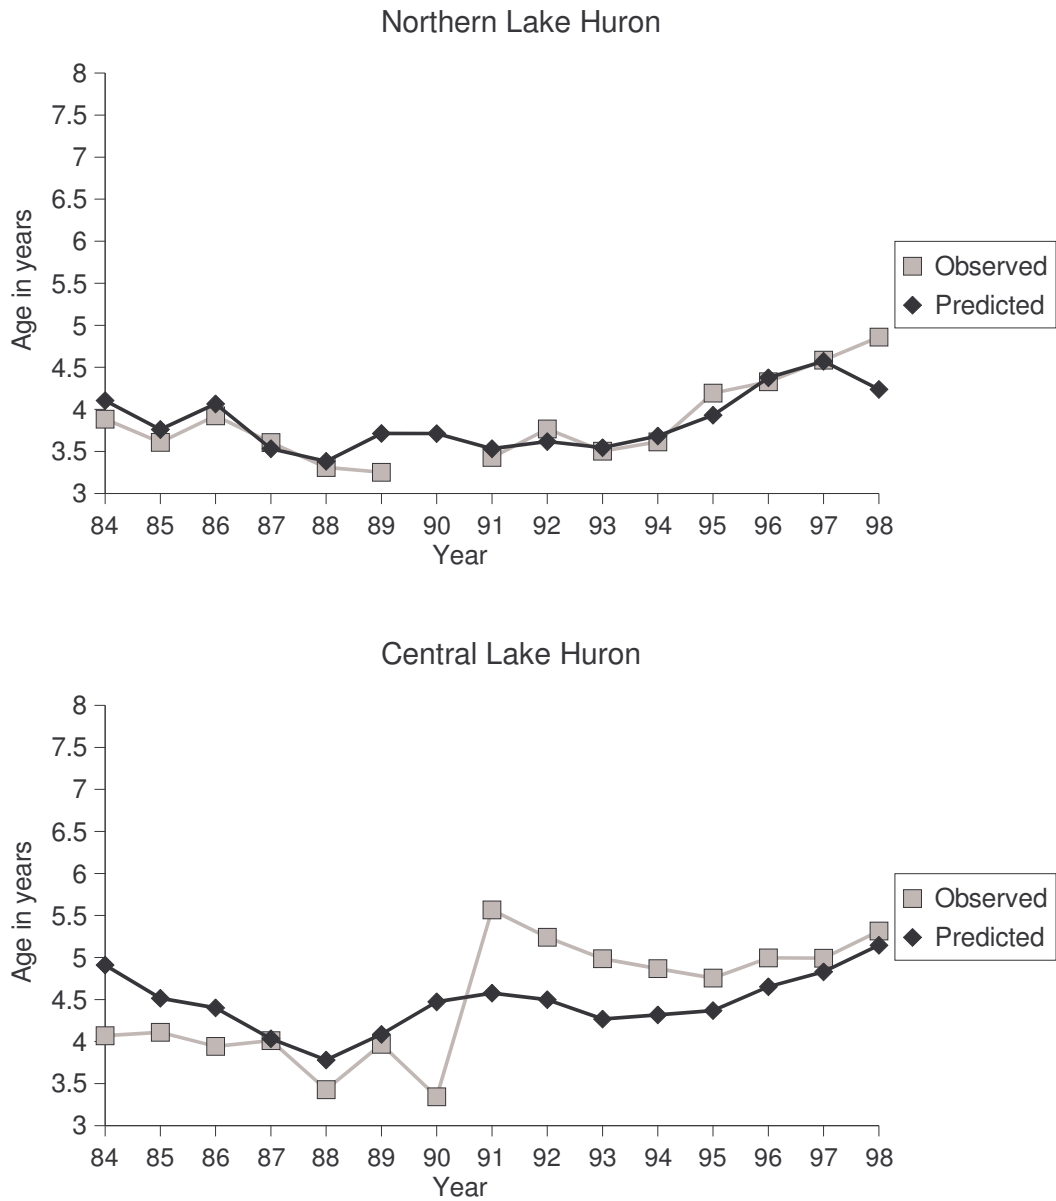 Northern Lake Huron
8
7.5
7
6.5
6
5.5
5
4.5
4
3.5
3
Age in years
84 85 86 87 88 89 90 91 92 93 94 95 96 97 98
Year
Observed
Predicted
Central Lake Huron
8
7.5
7
6.5
6
5.5
5
4.5
4
3.5
3
Age in years
84 85 86 87 88 89 90 91 92 93 94 95 96 97 98
Year
Observed
Predicted